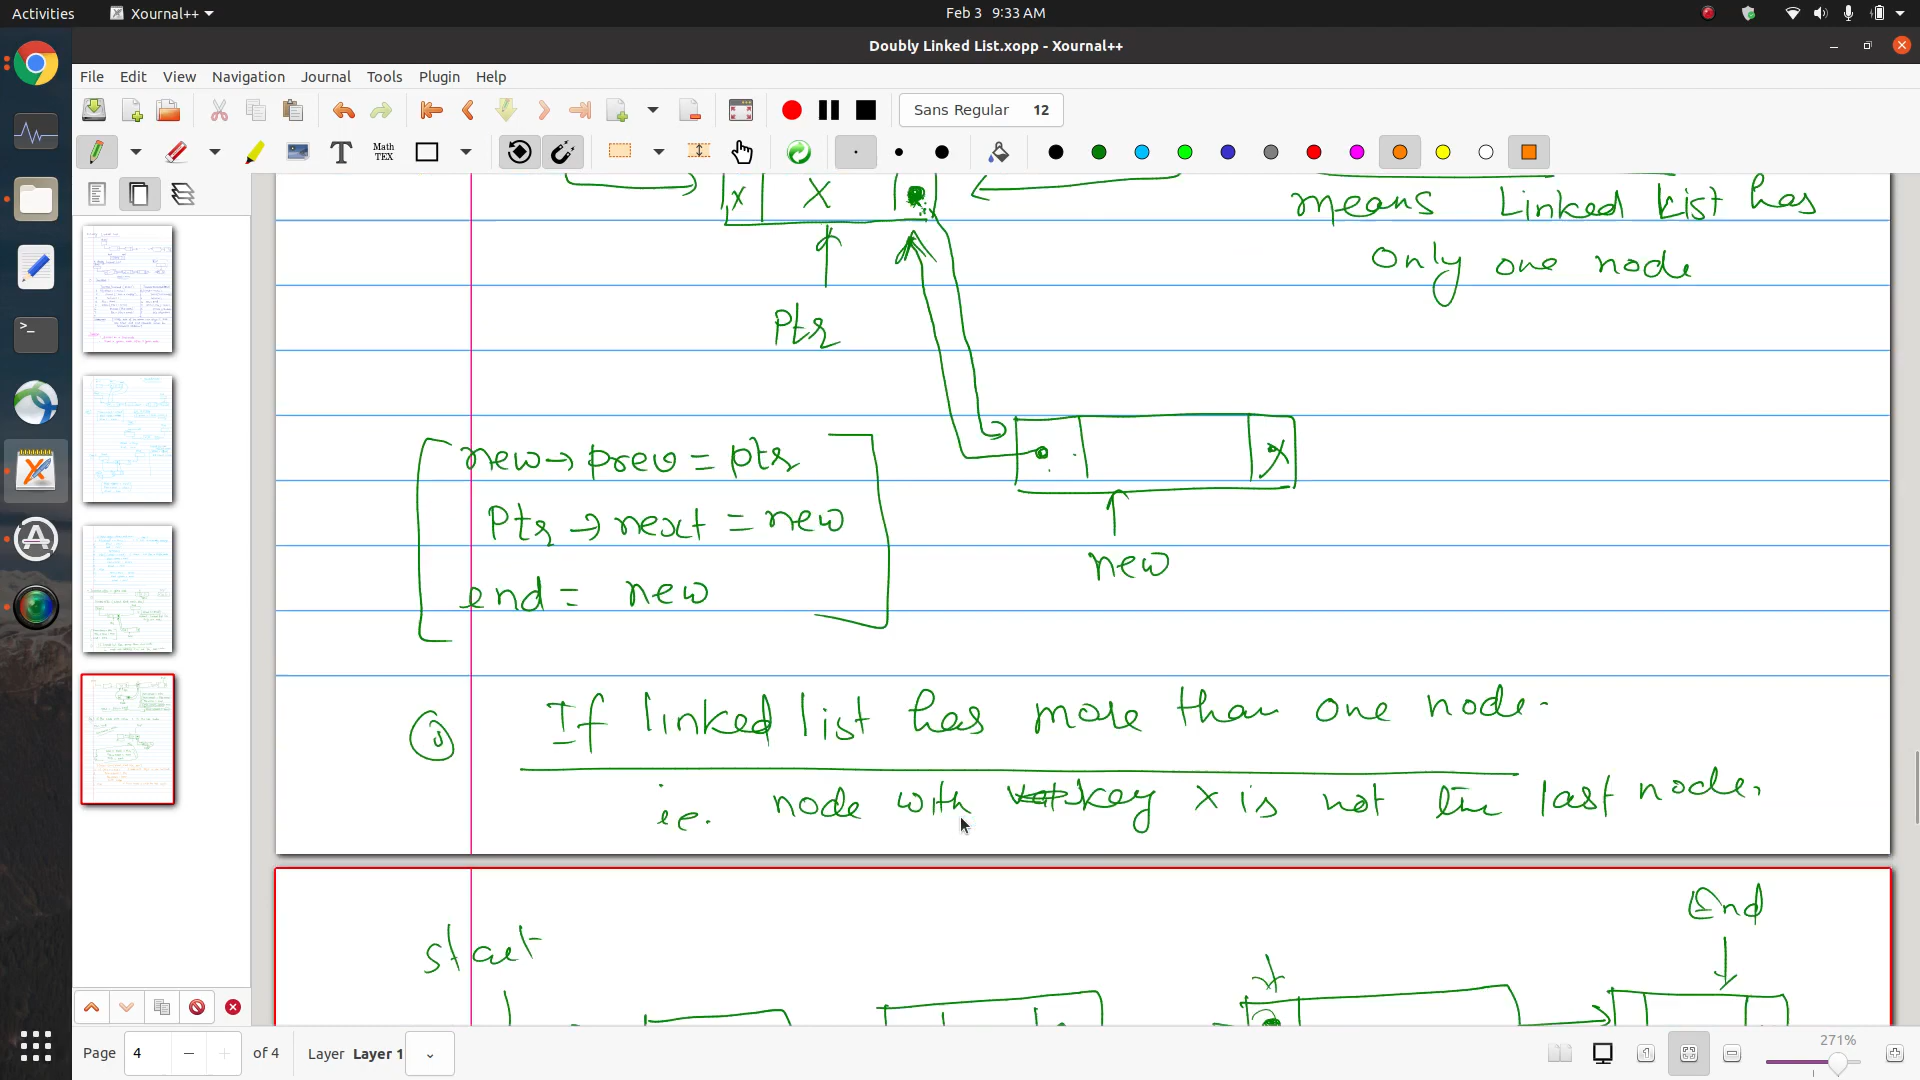 Activities Xournal++ Feb 3 9:33 AM
Doubly Linked List.xopp - Xournal++
File Edit View Navigation Journal Tools Plugin Help
Sans Regular 12
T Math TEX
x X
means Linked List has
only one node
Ptr
new→prev = ptr
Ptr → next = new
new
end = new
If linked list has more than one node.
ie. node with key X is not the last node.
End
start
Page 4 of 4 Layer Layer 1 271%